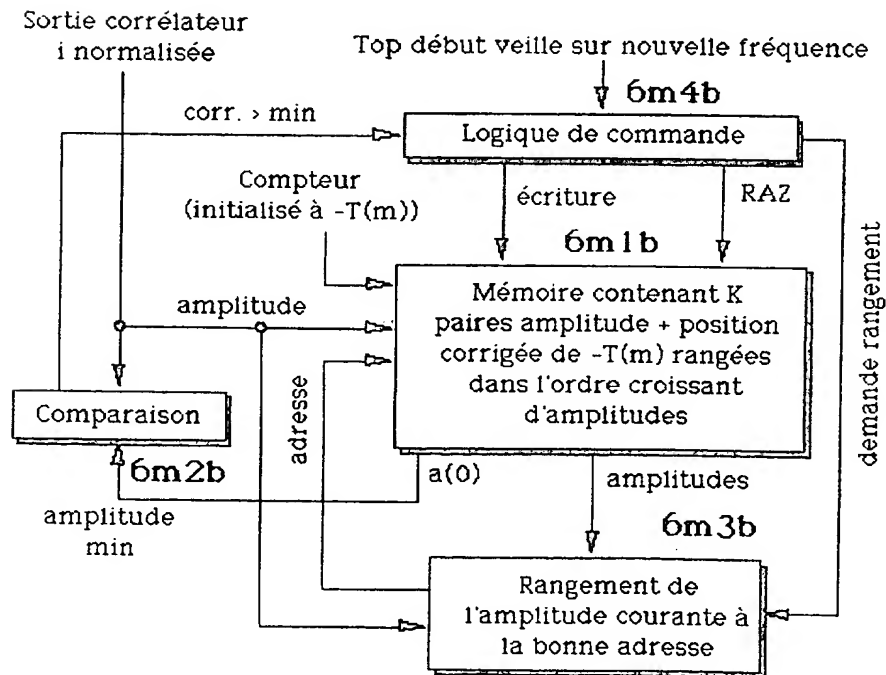 Sortie corrélateur
i normalisée
Top début veille sur nouvelle fréquence
6m4b
corr. > min
Logique de commande
Compteur
(initialisé à -T(m))
écriture
RAZ
6m1b
amplitude
Mémoire contenant K
paires amplitude + position
corrigée de -T(m) rangées
dans l'ordre croissant
d'amplitudes
demande rangement
Comparaison
adresse
6m2b
a(0)
amplitudes
amplitude
min
6m3b
Rangement de
l'amplitude courante à
la bonne adresse